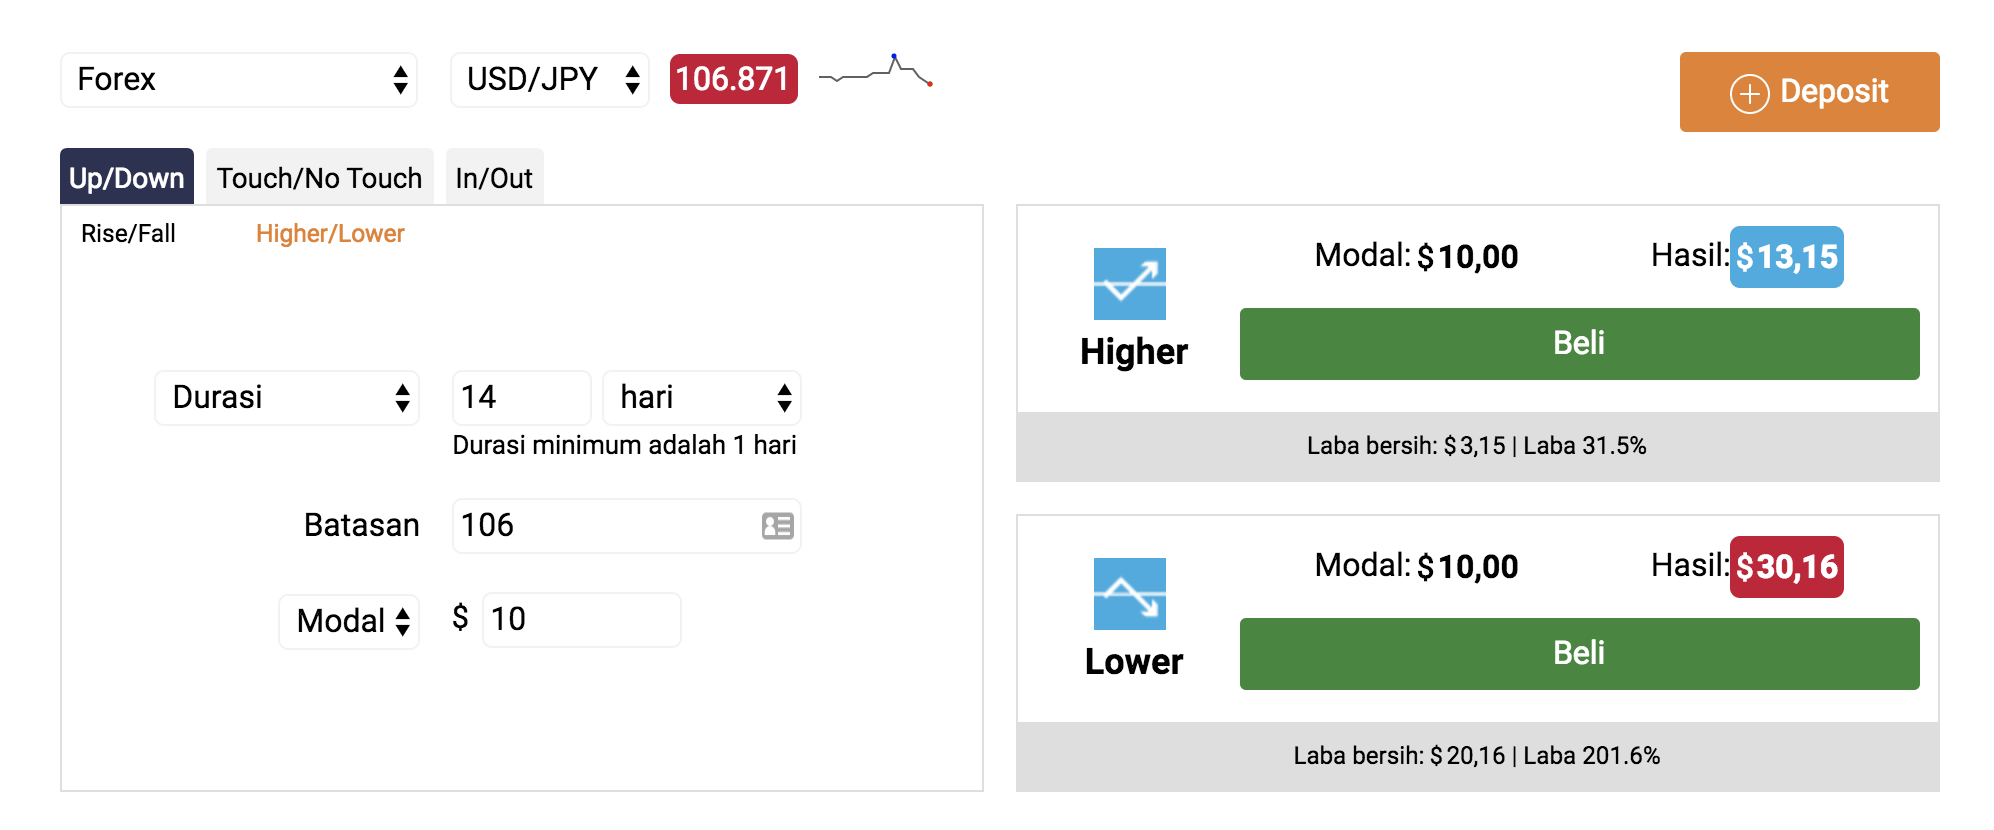 Forex
USD/JPY
106.871
Deposit
Up/Down
Touch/No Touch
In/Out
Rise/Fall
Higher/Lower
Durasi
14
hari
Durasi minimum adalah 1 hari
Batasan
106
Modal
$
10
Higher
Modal: $10,00
Hasil: $13,15
Beli
Laba bersih: $3,15 | Laba 31.5%
Lower
Modal: $10,00
Hasil: $30,16
Beli
Laba bersih: $20,16 | Laba 201.6%